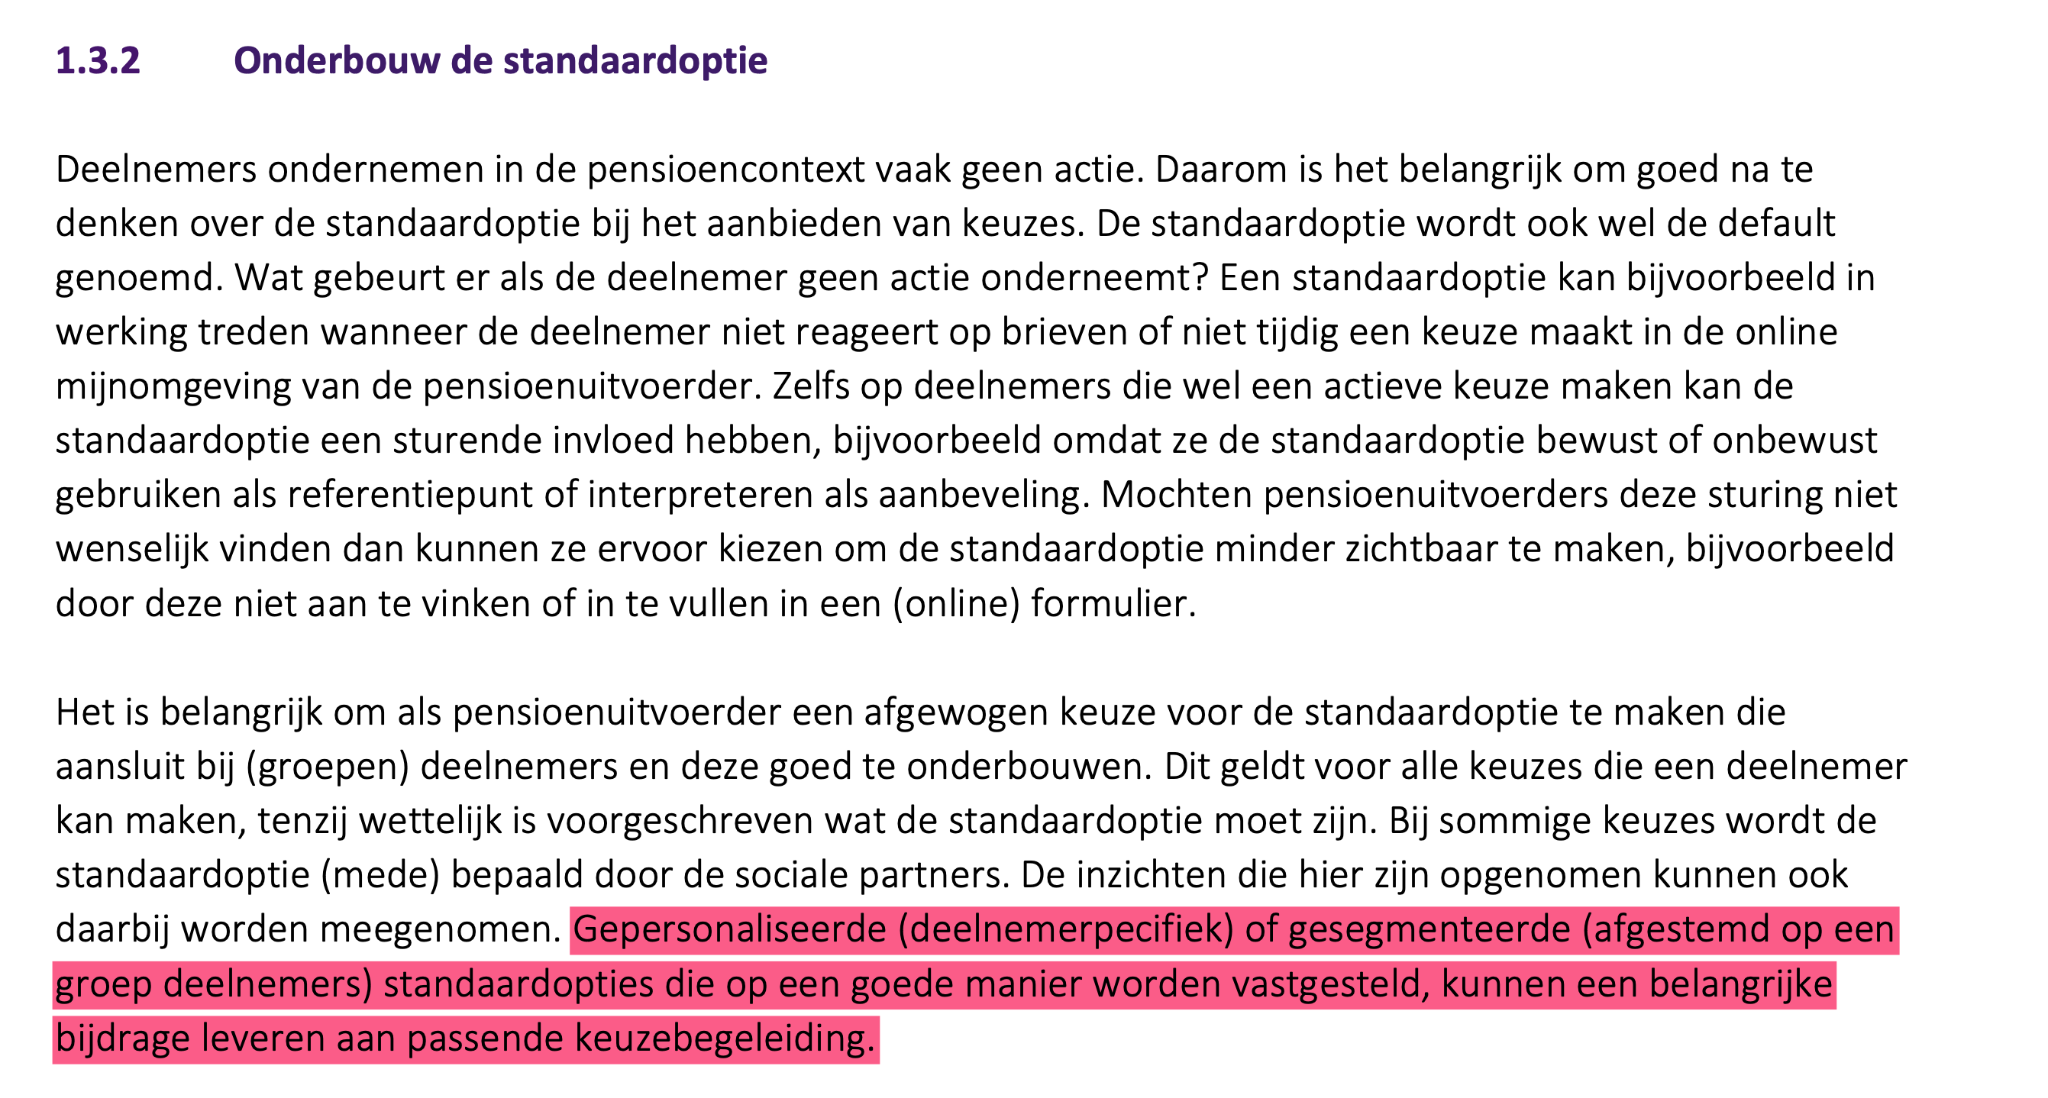 1.3.2 Onderbouw de standaardoptie
Deelnemers ondernemen in de pensioencontext vaak geen actie. Daarom is het belangrijk om goed na te
denken over de standaardoptie bij het aanbieden van keuzes. De standaardoptie wordt ook wel de default
genoemd. Wat gebeurt er als de deelnemer geen actie onderneemt? Een standaardoptie kan bijvoorbeeld in
werking treden wanneer de deelnemer niet reageert op brieven of niet tijdig een keuze maakt in de online
mijnomgeving van de pensioenuitvoerder. Zelfs op deelnemers die wel een actieve keuze maken kan de
standaardoptie een sturende invloed hebben, bijvoorbeeld omdat ze de standaardoptie bewust of onbewust
gebruiken als referentiepunt of interpreteren als aanbeveling. Mochten pensioenuitvoerders deze sturing niet
wenselijk vinden dan kunnen ze ervoor kiezen om de standaardoptie minder zichtbaar te maken, bijvoorbeeld
door deze niet aan te vinken of in te vullen in een (online) formulier.
Het is belangrijk om als pensioenuitvoerder een afgewogen keuze voor de standaardoptie te maken die
aansluit bij (groepen) deelnemers en deze goed te onderbouwen. Dit geldt voor alle keuzes die een deelnemer
kan maken, tenzij wettelijk is voorgeschreven wat de standaardoptie moet zijn. Bij sommige keuzes wordt de
standaardoptie (mede) bepaald door de sociale partners. De inzichten die hier zijn opgenomen kunnen ook
daarbij worden meegenomen. Gepersonaliseerde (deelnemerpecifiek) of gesegmenteerde (afgestemd op een
groep deelnemers) standaardopties die op een goede manier worden vastgesteld, kunnen een belangrijke
bijdrage leveren aan passende keuzebegeleiding.